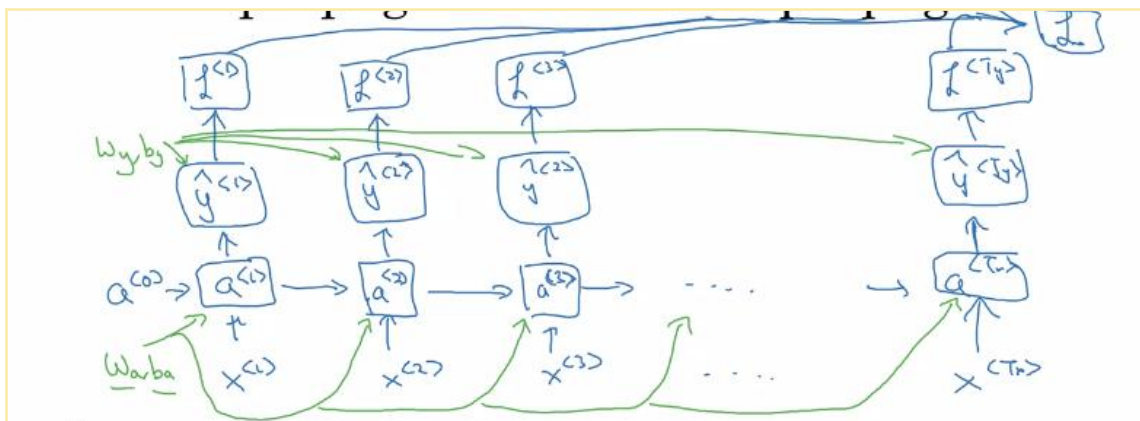 L
L<1> L<2> L<3> L<Ty>
Wy,by
ŷ<1> ŷ<2> ŷ<3> ŷ<Ty>
a<0> a<1> a<2> a<3> .... a<Tx>
Wa,ba x<1> x<2> x<3> .... x<Tx>